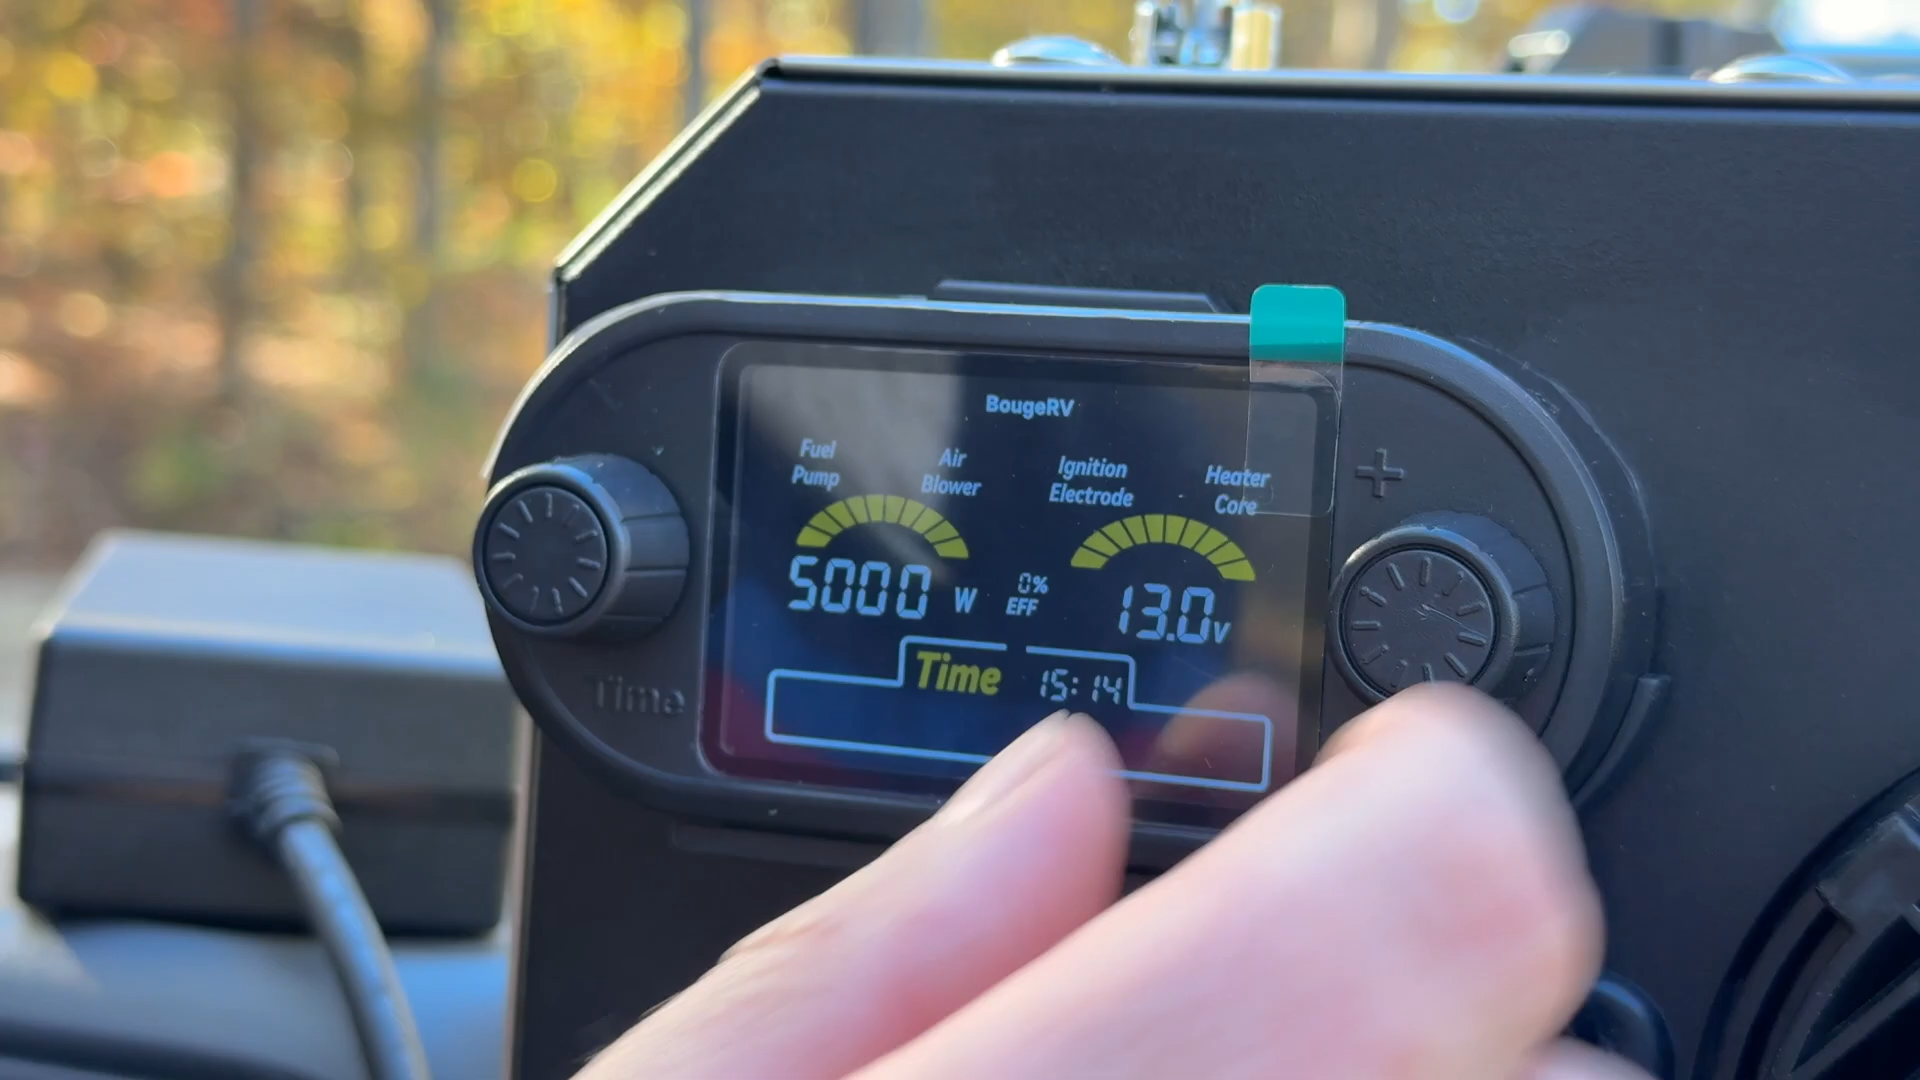 BougeRV
Fuel Pump
Air Blower
Ignition Electrode
Heater Core
5000 W
0% EFF
13.0V
Time 15:14
Time
+